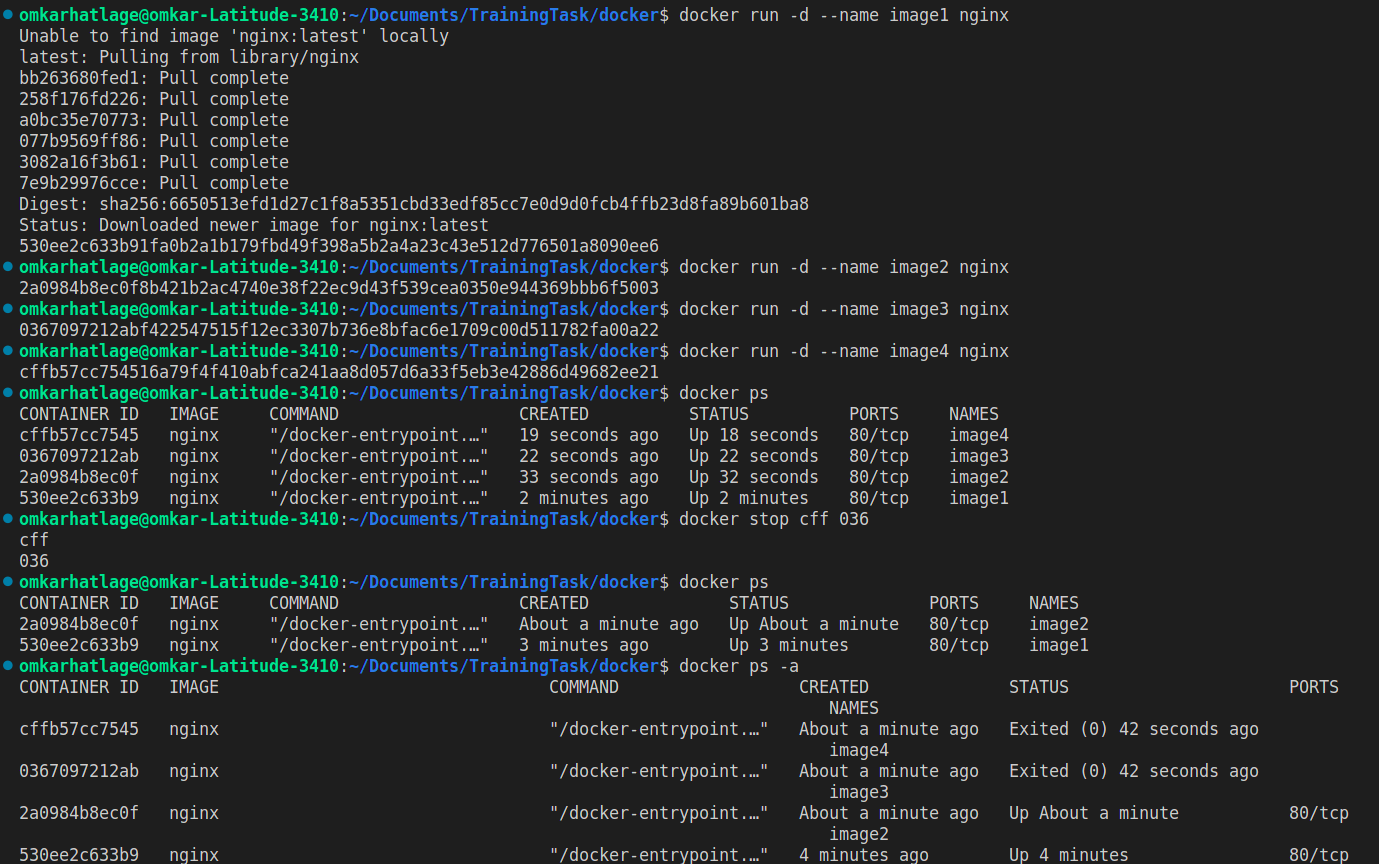 omkarhatlage@omkar-Latitude-3410:~/Documents/TrainingTask/docker$ docker run -d --name image1 nginx
Unable to find image 'nginx:latest' locally
latest: Pulling from library/nginx
bb263680fed1: Pull complete
258f176fd226: Pull complete
a0bc35e70773: Pull complete
077b9569ff86: Pull complete
3082a16f3b61: Pull complete
7e9b29976cce: Pull complete
Digest: sha256:6650513efd1d27c1f8a5351cbd33edf85cc7e0d9d0fcb4ffb23d8fa89b601ba8
Status: Downloaded newer image for nginx:latest
530ee2c633b91fa0b2a1b179fbd49f398a5b2a4a23c43e512d776501a8090ee6
omkarhatlage@omkar-Latitude-3410:~/Documents/TrainingTask/docker$ docker run -d --name image2 nginx
2a0984b8ec0f8b421b2ac4740e38f22ec9d43f539cea0350e944369bbb6f5003
omkarhatlage@omkar-Latitude-3410:~/Documents/TrainingTask/docker$ docker run -d --name image3 nginx
0367097212abf422547515f12ec3307b736e8bfac6e1709c00d511782fa00a22
omkarhatlage@omkar-Latitude-3410:~/Documents/TrainingTask/docker$ docker run -d --name image4 nginx
cffb57cc754516a79f4f410abfca241aa8d057d6a33f5eb3e42886d49682ee21
omkarhatlage@omkar-Latitude-3410:~/Documents/TrainingTask/docker$ docker ps
CONTAINER ID   IMAGE     COMMAND                  CREATED          STATUS          PORTS     NAMES
cffb57cc7545   nginx     "/docker-entrypoint.…"   19 seconds ago   Up 18 seconds   80/tcp    image4
0367097212ab   nginx     "/docker-entrypoint.…"   22 seconds ago   Up 22 seconds   80/tcp    image3
2a0984b8ec0f   nginx     "/docker-entrypoint.…"   33 seconds ago   Up 32 seconds   80/tcp    image2
530ee2c633b9   nginx     "/docker-entrypoint.…"   2 minutes ago    Up 2 minutes    80/tcp    image1
omkarhatlage@omkar-Latitude-3410:~/Documents/TrainingTask/docker$ docker stop cff 036
cff
036
omkarhatlage@omkar-Latitude-3410:~/Documents/TrainingTask/docker$ docker ps
CONTAINER ID   IMAGE     COMMAND                  CREATED              STATUS              PORTS     NAMES
2a0984b8ec0f   nginx     "/docker-entrypoint.…"   About a minute ago   Up About a minute   80/tcp    image2
530ee2c633b9   nginx     "/docker-entrypoint.…"   3 minutes ago        Up 3 minutes        80/tcp    image1
omkarhatlage@omkar-Latitude-3410:~/Documents/TrainingTask/docker$ docker ps -a
CONTAINER ID   IMAGE                                 COMMAND                  CREATED              STATUS                      PORTS
NAMES
cffb57cc7545   nginx                                 "/docker-entrypoint.…"   About a minute ago   Exited (0) 42 seconds ago
image4
0367097212ab   nginx                                 "/docker-entrypoint.…"   About a minute ago   Exited (0) 42 seconds ago
image3
2a0984b8ec0f   nginx                                 "/docker-entrypoint.…"   About a minute ago   Up About a minute           80/tcp
image2
530ee2c633b9   nginx                                 "/docker-entrypoint.…"   4 minutes ago        Up 4 minutes                80/tcp